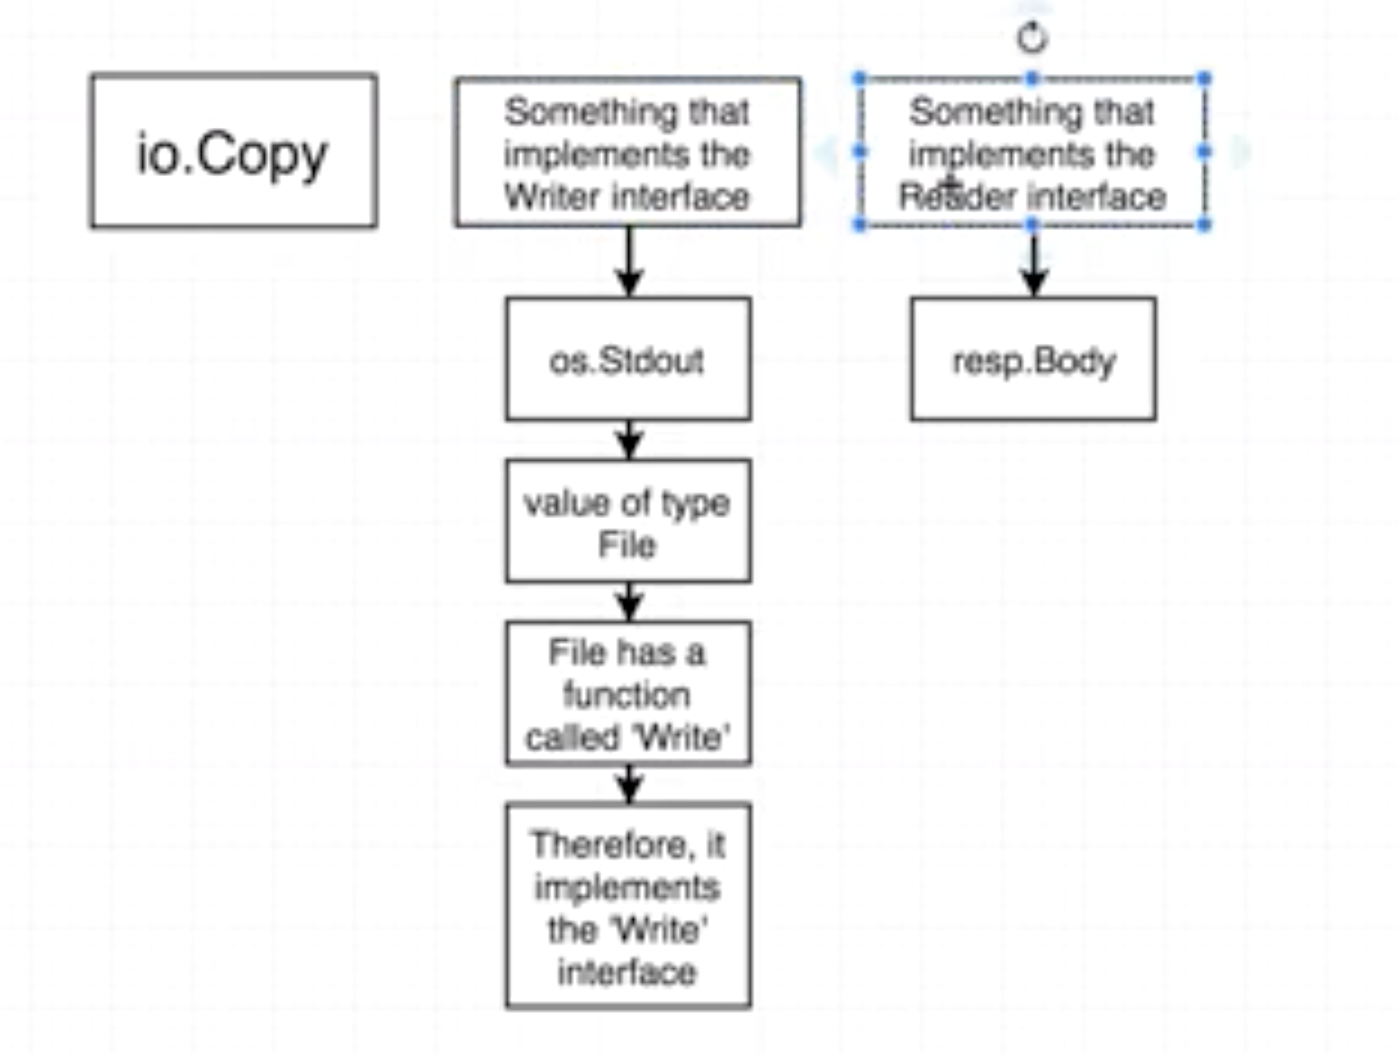 io.Copy
Something that
implements the
Writer interface
Something that
implements the
Reader interface
os.Stdout
resp.Body
value of type
File
File has a
function
called 'Write'
Therefore, it
implements
the 'Write'
interface